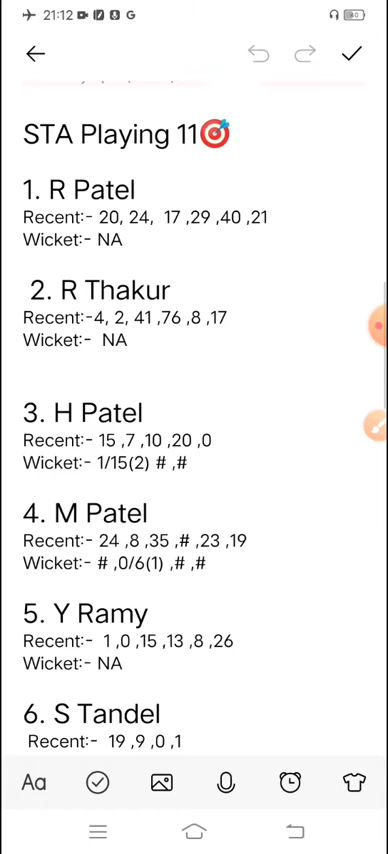 21:12
STA Playing 11🎯
1. R Patel
Recent:- 20, 24, 17 ,29 ,40 ,21
Wicket:- NA
2. R Thakur
Recent:-4, 2, 41 ,76 ,8 ,17
Wicket:- NA
3. H Patel
Recent:- 15 ,7 ,10 ,20 ,0
Wicket:- 1/15(2) # ,#
4. M Patel
Recent:- 24 ,8 ,35 ,# ,23 ,19
Wicket:- # ,0/6(1) ,# ,#
5. Y Ramy
Recent:- 1 ,0 ,15 ,13 ,8 ,26
Wicket:- NA
6. S Tandel
Recent:- 19 ,9 ,0 ,1
Aa